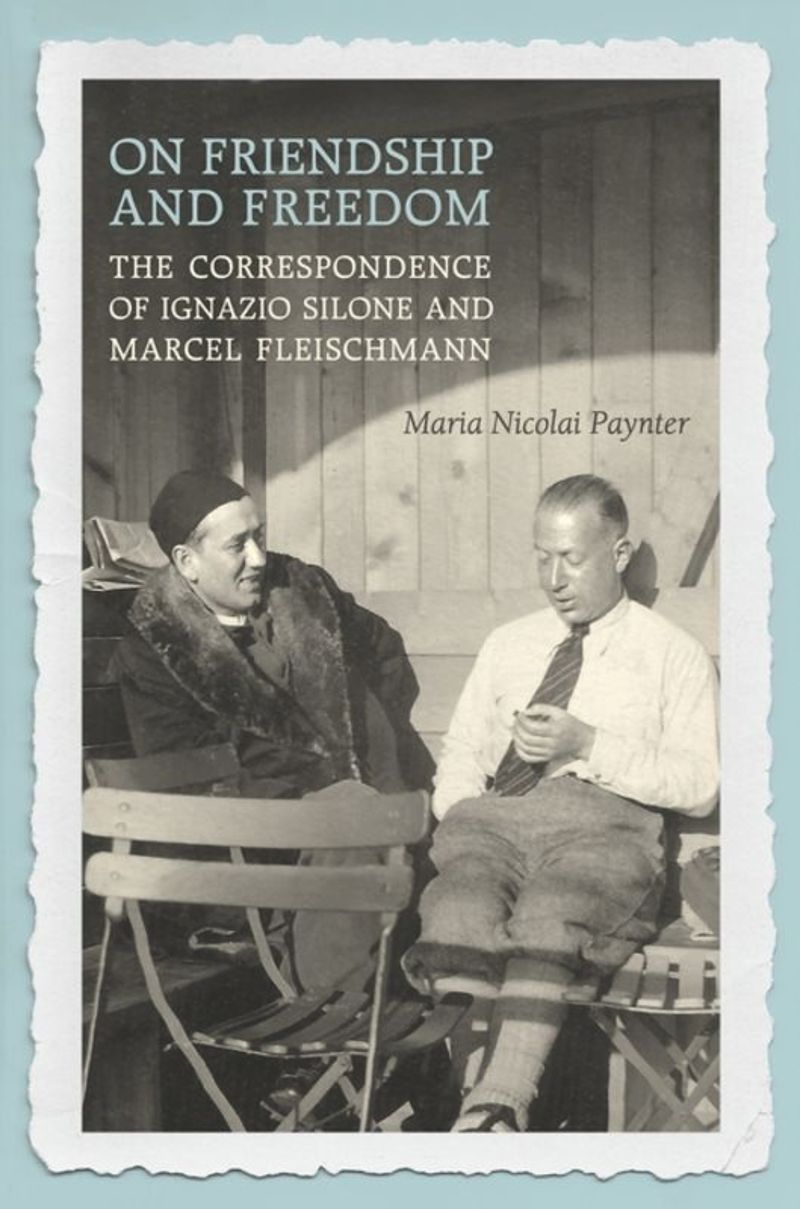 ON FRIENDSHIP
AND FREEDOM
THE CORRESPONDENCE
OF IGNAZIO SILONE AND
MARCEL FLEISCHMANN
Maria Nicolai Paynter